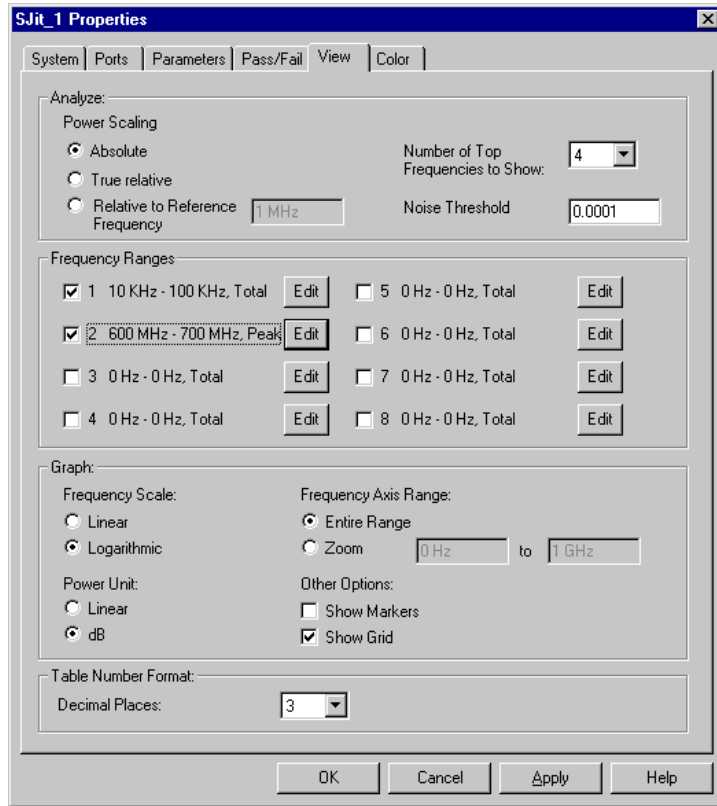 SJit_1 Properties
System Ports Parameters Pass/Fail View Color
Analyze:
Power Scaling
Absolute
True relative
Relative to Reference Frequency
1 MHz
Number of Top Frequencies to Show:
4
Noise Threshold
0.0001
Frequency Ranges
1 10 KHz - 100 KHz, Total Edit
5 0 Hz - 0 Hz, Total Edit
2 600 MHz - 700 MHz, Peak Edit
6 0 Hz - 0 Hz, Total Edit
3 0 Hz - 0 Hz, Total Edit
7 0 Hz - 0 Hz, Total Edit
4 0 Hz - 0 Hz, Total Edit
8 0 Hz - 0 Hz, Total Edit
Graph:
Frequency Scale:
Linear
Logarithmic
Frequency Axis Range:
Entire Range
Zoom 0 Hz to 1 GHz
Power Unit:
Linear
dB
Other Options:
Show Markers
Show Grid
Table Number Format:
Decimal Places: 3
OK Cancel Apply Help